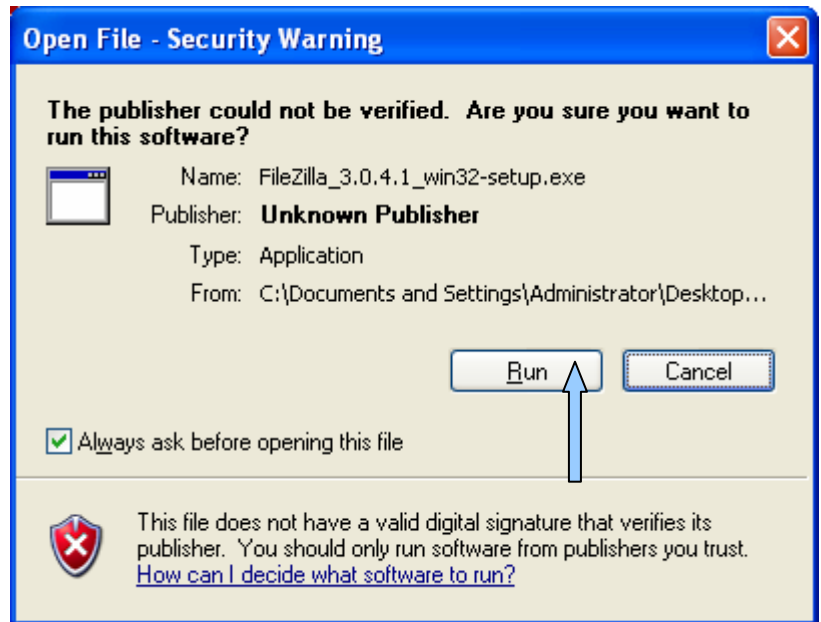 Open File - Security Warning
The publisher could not be verified. Are you sure you want to
run this software?
Name: FileZilla_3.0.4.1_win32-setup.exe
Publisher: Unknown Publisher
Type: Application
From: C:\Documents and Settings\Administrator\Desktop...
Run Cancel
Always ask before opening this file
This file does not have a valid digital signature that verifies its
publisher. You should only run software from publishers you trust.
How can I decide what software to run?